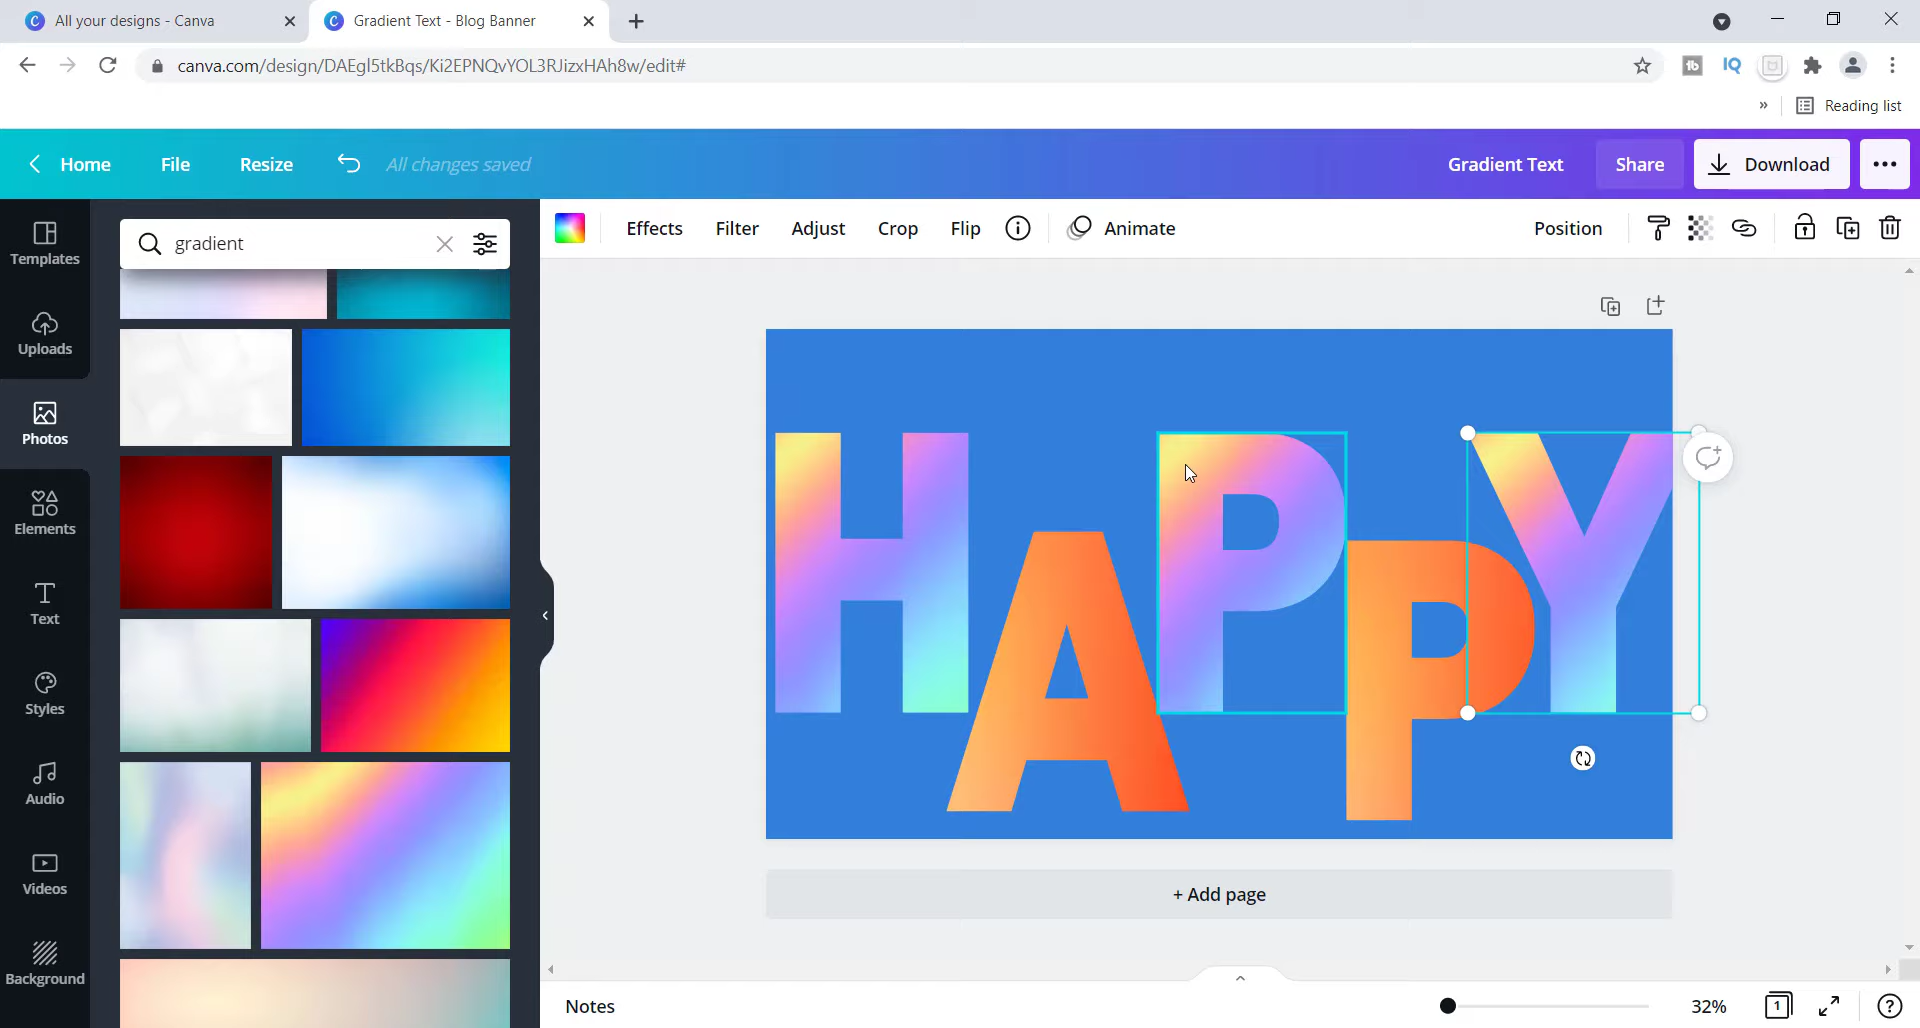 All your designs - Canva
Gradient Text - Blog Banner
canva.com/design/DAEgl5tkBqs/Ki2EPNQvYOL3RJizxHAh8w/edit#
Reading list
Home File Resize All changes saved Gradient Text Share Download
gradient
Effects Filter Adjust Crop Flip Animate Position
Templates
Uploads
Photos
Elements
Text
Styles
Audio
Videos
Background
HAPPY
+ Add page
Notes 32% 1